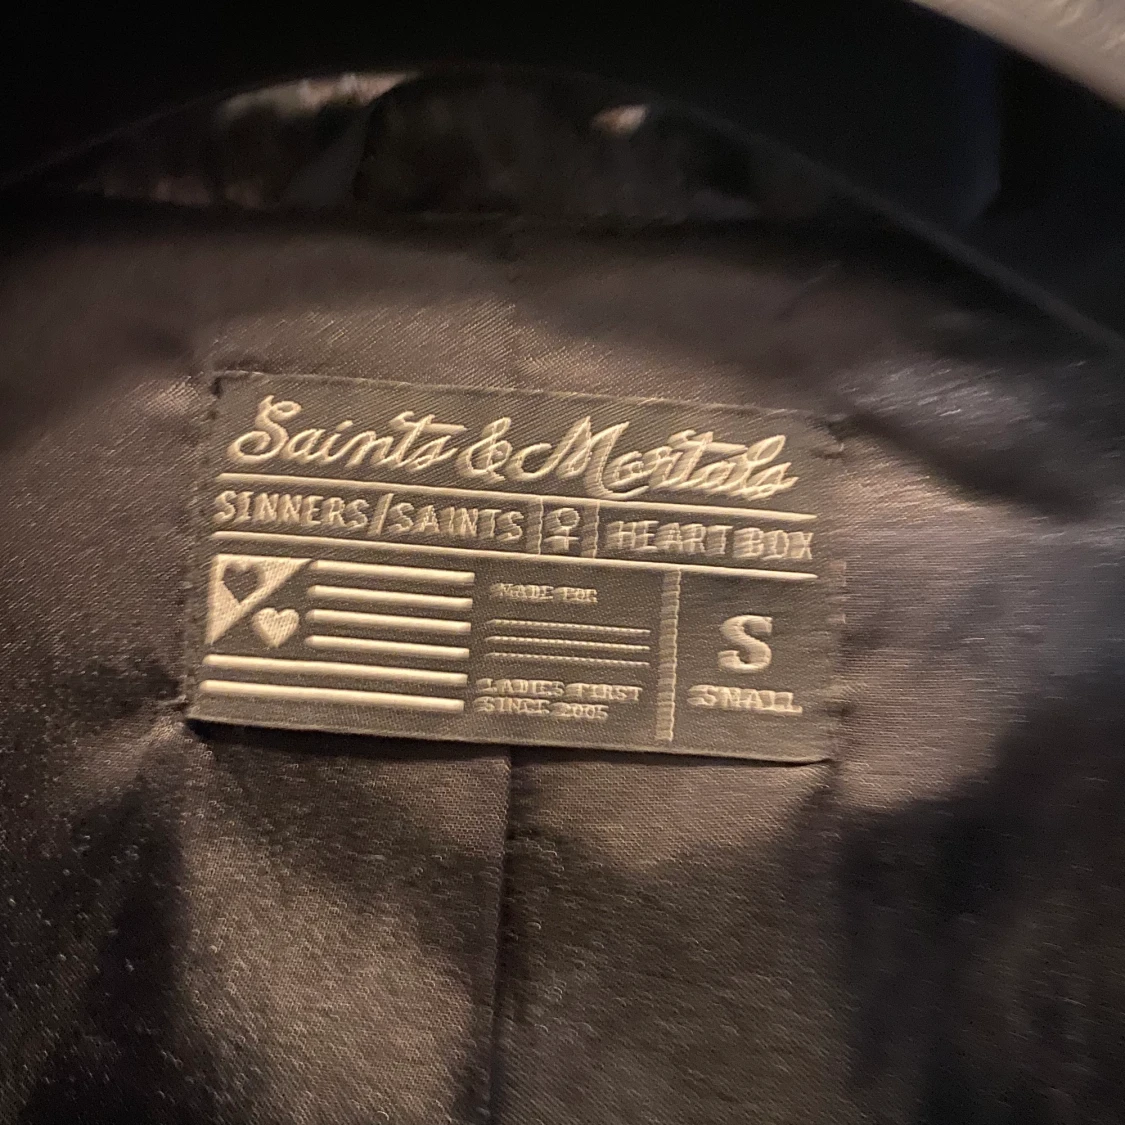 Saints & Mortals
SINNERS/SAINTS ♀ HEART BOX
MADE FOR
LADIES FIRST
SINCE 2005
S
SMALL